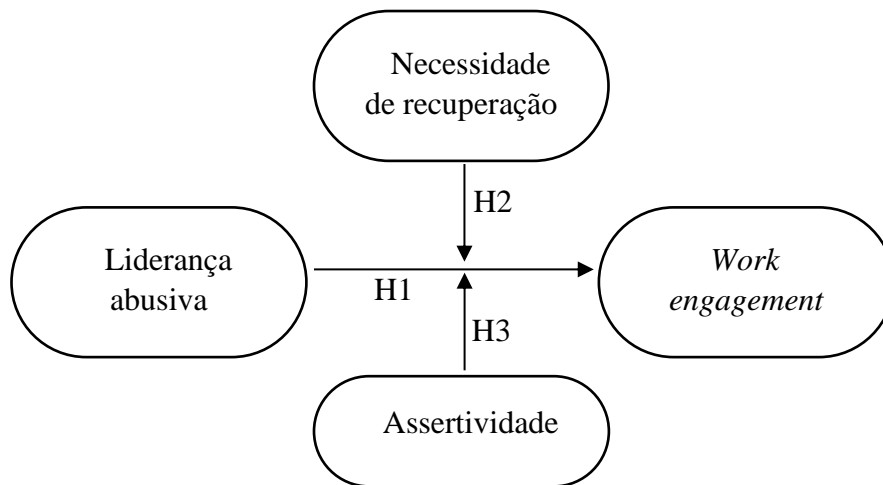 Necessidade
de recuperação
H2
Liderança
abusiva
H1
Work
engagement
H3
Assertividade